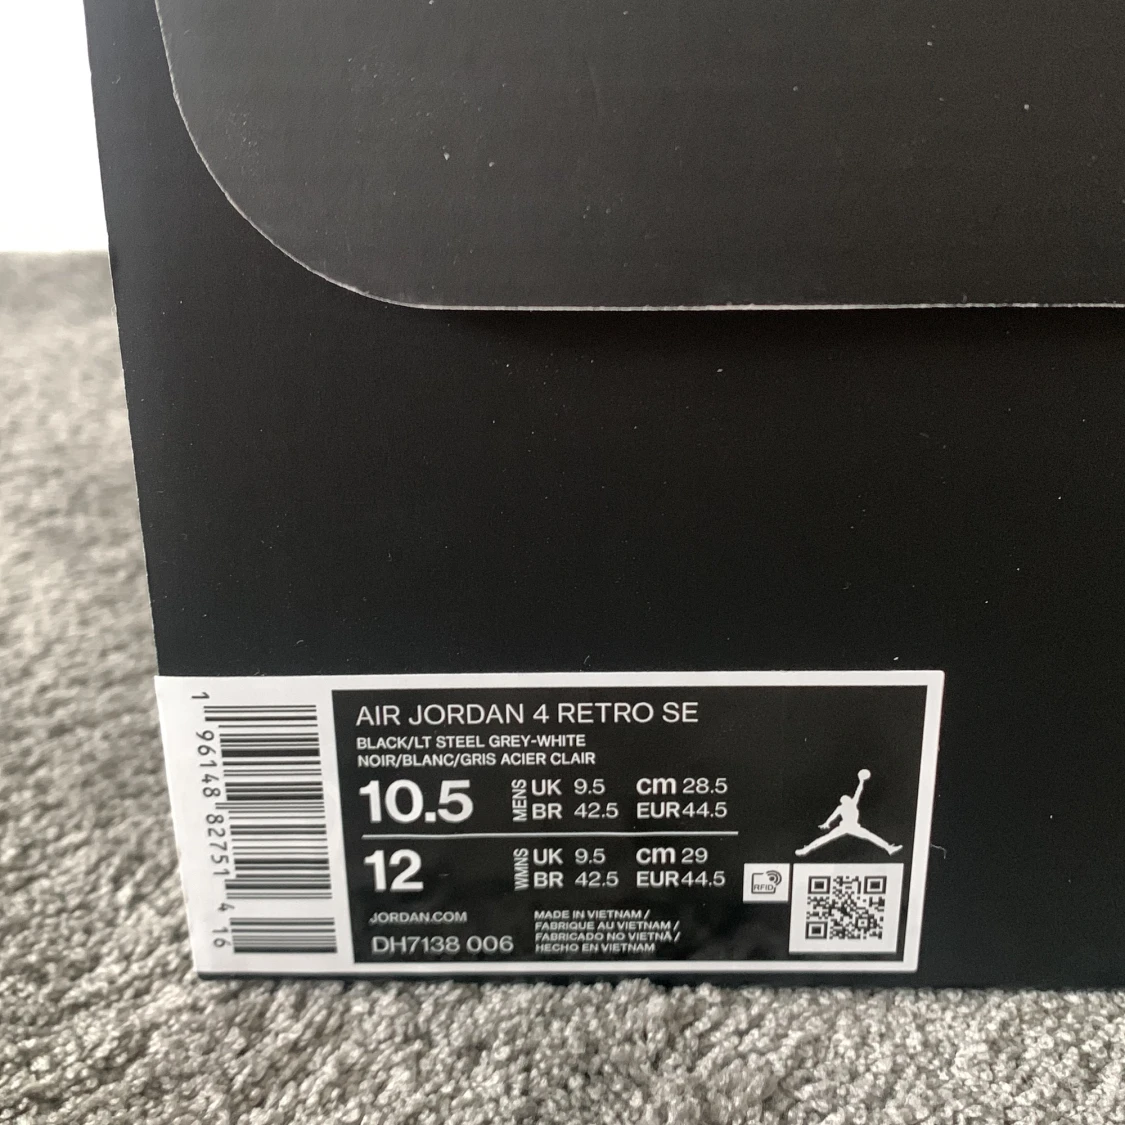 1 96148 82751 4 16
AIR JORDAN 4 RETRO SE
BLACK/LT STEEL GREY-WHITE
NOIR/BLANC/GRIS ACIER CLAIR
10.5 MENS UK 9.5 cm 28.5
BR 42.5 EUR 44.5
12 WMNS UK 9.5 cm 29
BR 42.5 EUR 44.5
RFID
JORDAN.COM
DH7138 006
MADE IN VIETNAM /
FABRIQUE AU VIETNAM /
FABRICADO NO VIETNÃ /
HECHO EN VIETNAM